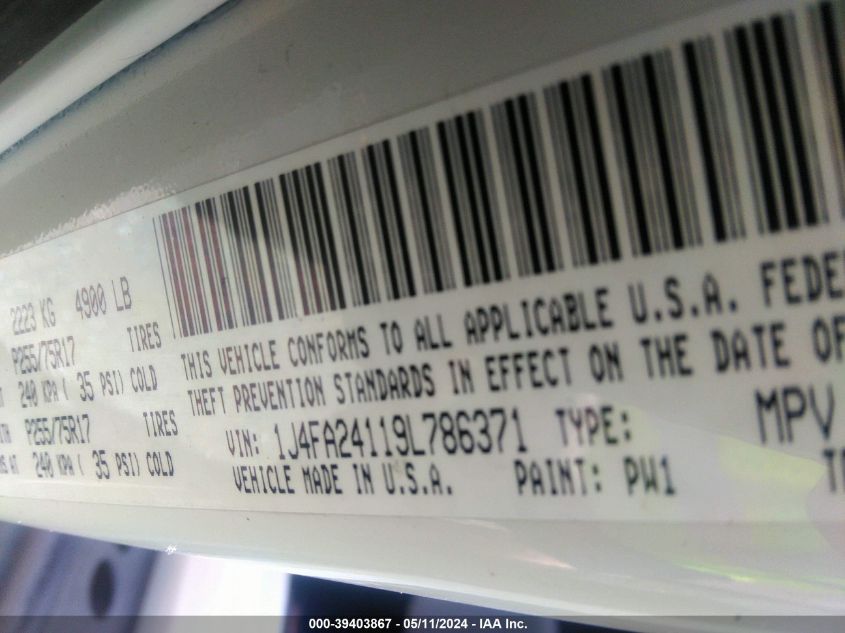 2223 KG 4900 LB
P255/75R17 TIRES
240 KPA ( 35 PSI) COLD
P255/75R17 TIRES
240 KPA ( 35 PSI) COLD
THIS VEHICLE CONFORMS TO ALL APPLICABLE U.S.A.
THEFT PREVENTION STANDARDS IN EFFECT ON THE DATE OF
VIN: 1J4FA24119L786371 TYPE: MPV
VEHICLE MADE IN U.S.A. PAINT: PW1
000-39403867 - 05/11/2024 - IAA Inc.